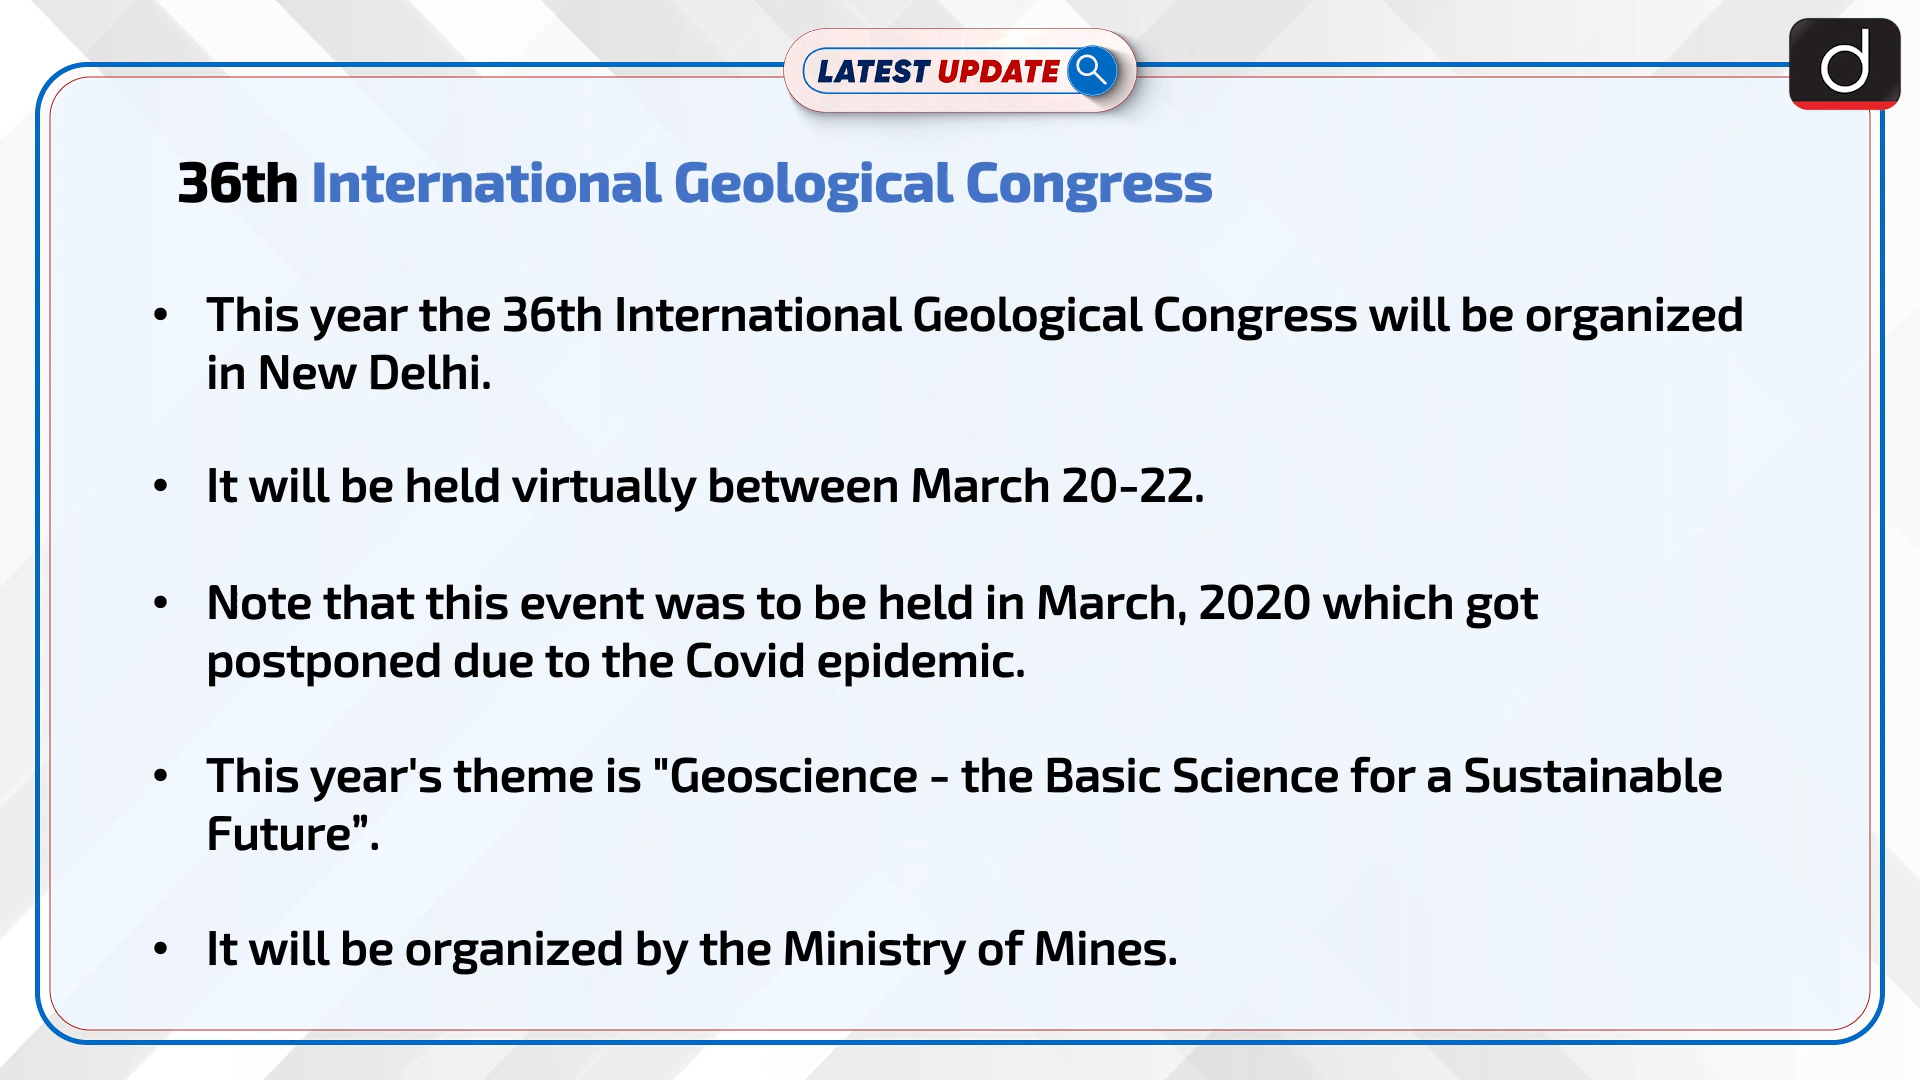 LATEST UPDATE
d
36th International Geological Congress
• This year the 36th International Geological Congress will be organized
in New Delhi.
• It will be held virtually between March 20-22.
• Note that this event was to be held in March, 2020 which got
postponed due to the Covid epidemic.
• This year's theme is "Geoscience - the Basic Science for a Sustainable
Future”.
• It will be organized by the Ministry of Mines.